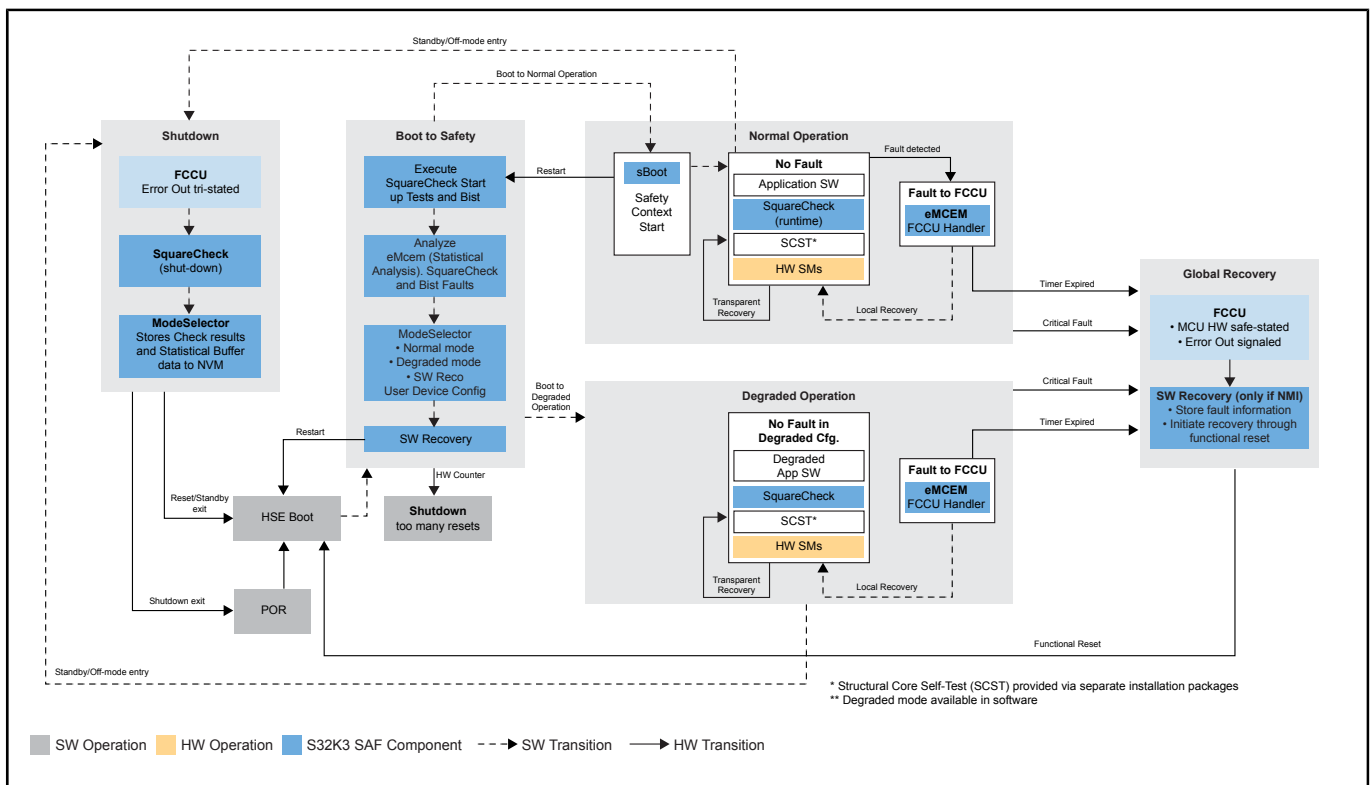 Standby/Off-mode entry
Boot to Normal Operation
Shutdown
FCCU
Error Out tri-stated
SquareCheck
(shut-down)
ModeSelector
Stores Check results
and Statistical Buffer
data to NVM
Boot to Safety
Execute
SquareCheck Start
up Tests and Bist
Analyze
eMcem (Statistical
Analysis). SquareCheck
and Bist Faults
ModeSelector
• Normal mode
• Degraded mode
• SW Reco
User Device Config
SW Recovery
Restart
Normal Operation
sBoot
Safety
Context
Start
No Fault
Application SW
SquareCheck
(runtime)
SCST*
HW SMs
Transparent
Recovery
Fault detected
Fault to FCCU
eMCEM
FCCU Handler
Local Recovery
Timer Expired
Critical Fault
Global Recovery
FCCU
• MCU HW safe-stated
• Error Out signaled
SW Recovery (only if NMI)
• Store fault information
• Initiate recovery through
functional reset
Boot to
Degraded
Operation
Degraded Operation
No Fault in
Degraded Cfg.
Degraded
App SW
SquareCheck
SCST*
HW SMs
Transparent
Recovery
Fault to FCCU
eMCEM
FCCU Handler
Local Recovery
Critical Fault
Timer Expired
Restart
HW Counter
Reset/Standby
exit
HSE Boot
Shutdown
too many resets
Shutdown exit
POR
Functional Reset
Standby/Off-mode entry
* Structural Core Self-Test (SCST) provided via separate installation packages
** Degraded mode available in software
SW Operation
HW Operation
S32K3 SAF Component
SW Transition
HW Transition